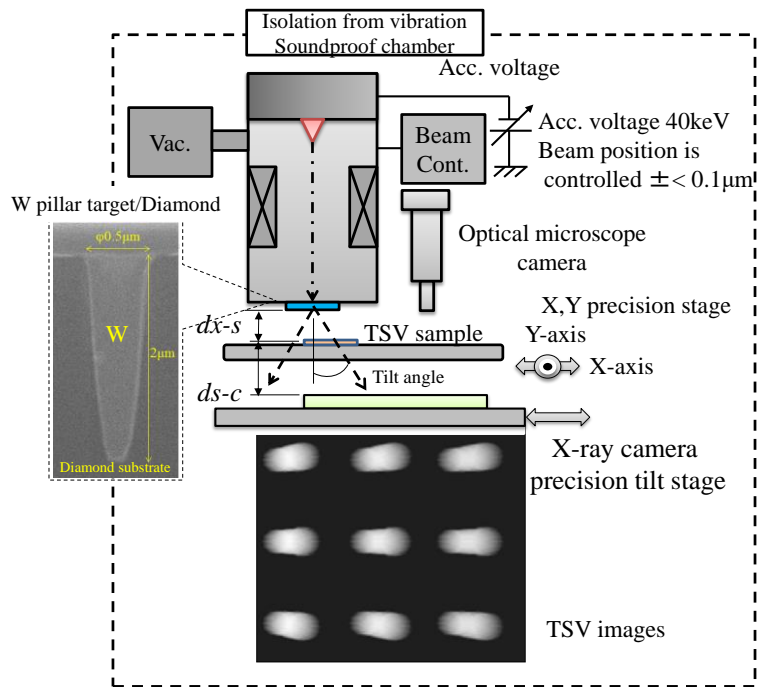 Isolation from vibration
Soundproof chamber
Acc. voltage
Vac.
Beam
Cont.
Acc. voltage 40keV
Beam position is
controlled ±< 0.1μm
W pillar target/Diamond
φ0.5μm
W
2μm
Diamond substrate
Optical microscope
camera
X,Y precision stage
Y-axis
X-axis
dx-s
TSV sample
ds-c
Tilt angle
X-ray camera
precision tilt stage
TSV images